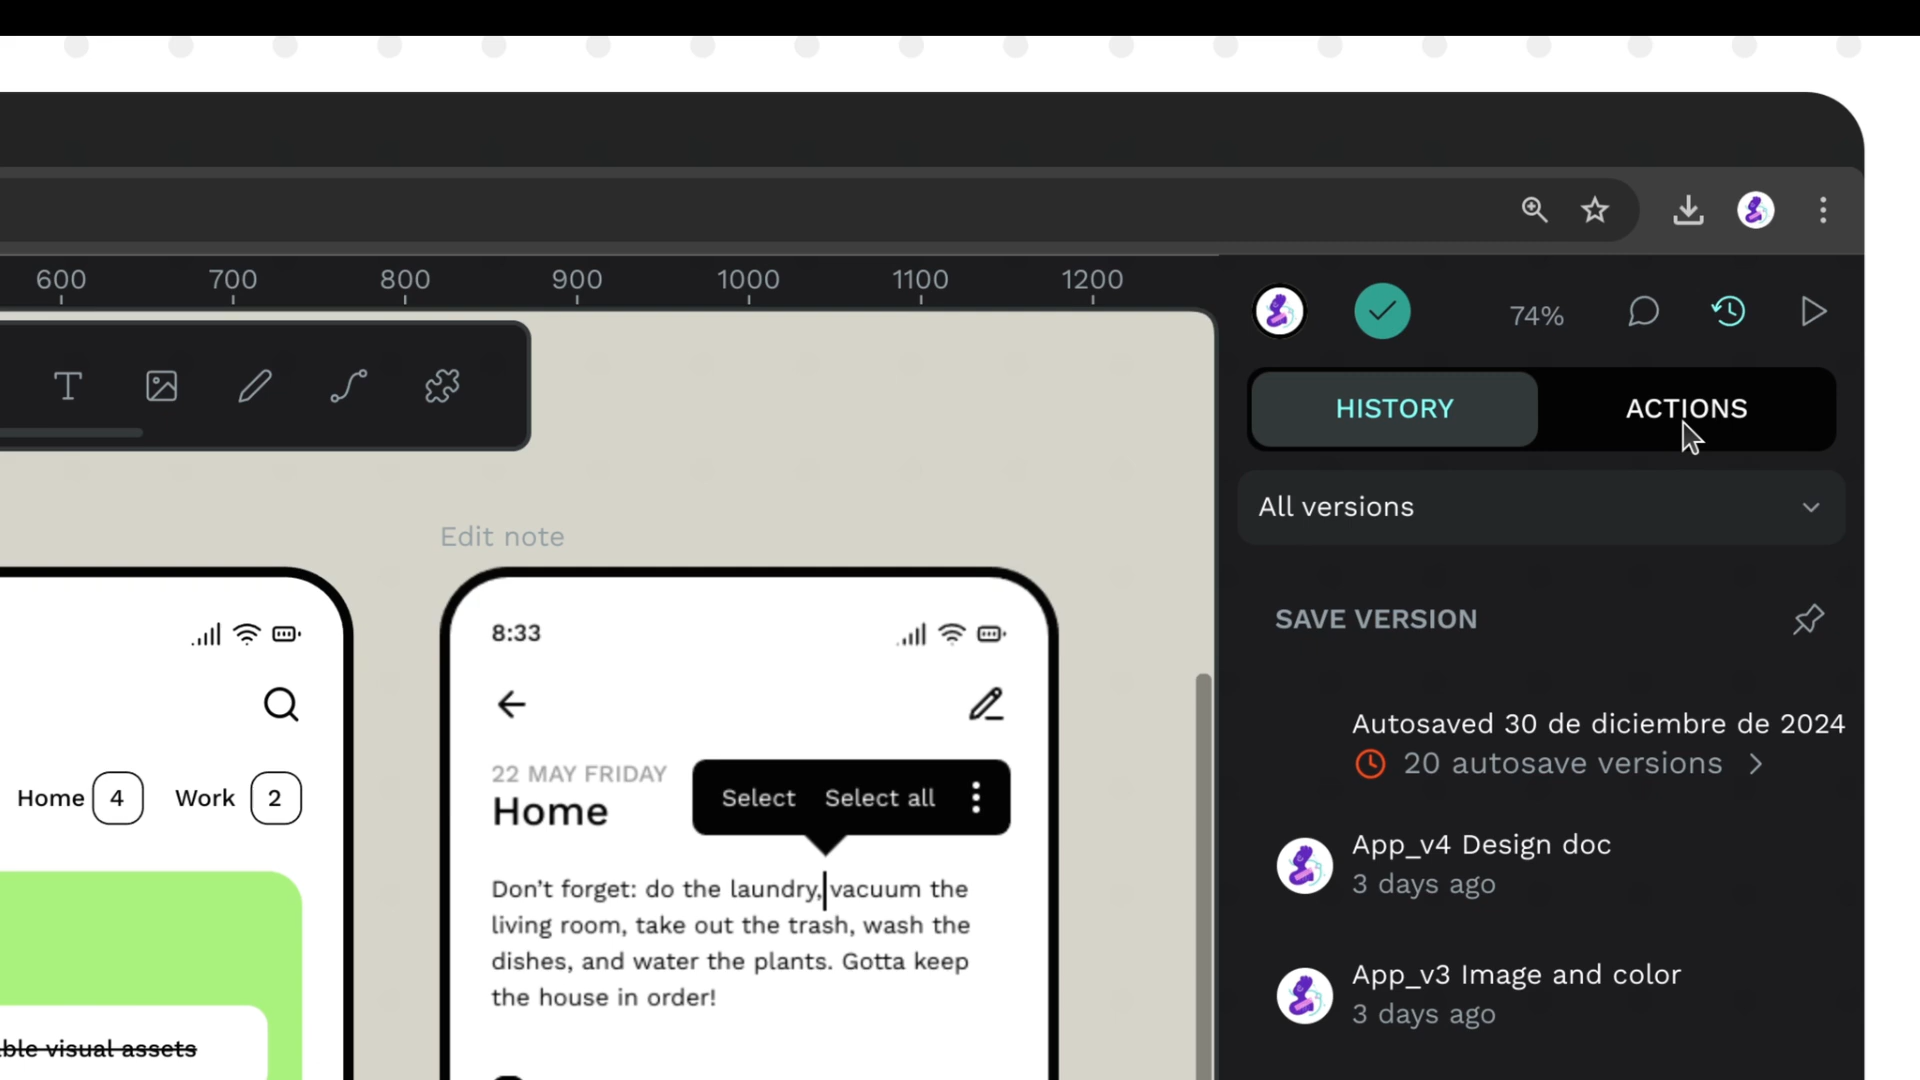 600 700 800 900 1000 1100 1200
74%
HISTORY ACTIONS
All versions
SAVE VERSION
Autosaved 30 de diciembre de 2024
20 autosave versions
App_v4 Design doc
3 days ago
App_v3 Image and color
3 days ago
Edit note
8:33
22 MAY FRIDAY
Home
Select Select all
Don’t forget: do the laundry, vacuum the
living room, take out the trash, wash the
dishes, and water the plants. Gotta keep
the house in order!
Home 4 Work 2
visual assets